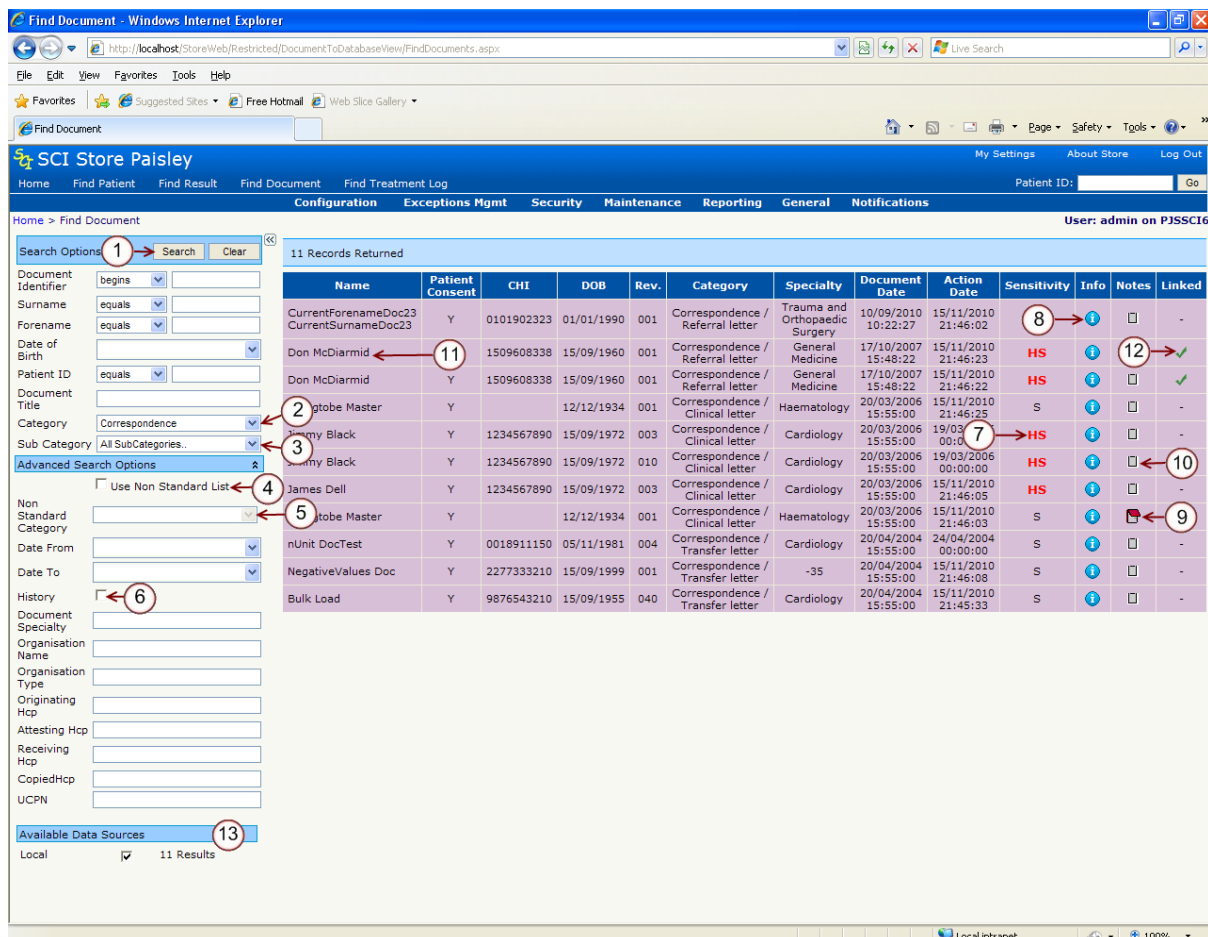 Find Document - Windows Internet Explorer
http://localhost/StoreWeb/Restricted/DocumentToDatabaseView/FindDocuments.aspx
Live Search
File Edit View Favorites Tools Help
Favorites Suggested Sites Free Hotmail Web Slice Gallery
Find Document
Page Safety Tools »
SCI Store Paisley
My Settings About Store Log Out
Home Find Patient Find Result Find Document Find Treatment Log Patient ID: Go
Configuration Exceptions Mgmt Security Maintenance Reporting General Notifications
Home > Find Document
User: admin on PJSSCI6
Search Options 1 Search Clear
Document Identifier begins
Surname equals
Forename equals
Date of Birth
Patient ID equals
Document Title
Category Correspondence 2
Sub Category All SubCategories.. 3
Advanced Search Options
Use Non Standard List 4
Non Standard Category 5
Date From
Date To
History 6
Document Specialty
Organisation Name
Organisation Type
Originating Hcp
Attesting Hcp
Receiving Hcp
CopiedHcp
UCPN
Available Data Sources 13
Local 11 Results
11 Records Returned
Name Patient Consent CHI DOB Rev. Category Specialty Document Date Action Date Sensitivity Info Notes Linked
CurrentForenameDoc23 CurrentSurnameDoc23 Y 0101902323 01/01/1990 001 Correspondence / Referral letter Trauma and Orthopaedic Surgery 10/09/2010 10:22:27 15/11/2010 21:46:02 8 -
Don McDiarmid 11 Y 1509608338 15/09/1960 001 Correspondence / Referral letter General Medicine 17/10/2007 15:48:22 15/11/2010 21:46:23 HS 12
Don McDiarmid Y 1509608338 15/09/1960 001 Correspondence / Referral letter General Medicine 17/10/2007 15:48:22 15/11/2010 21:46:22 HS
Master Y 12/12/1934 001 Correspondence / Clinical letter Haematology 20/03/2006 15:55:00 15/11/2010 21:46:25 S -
Jimmy Black Y 1234567890 15/09/1972 003 Correspondence / Clinical letter Cardiology 20/03/2006 15:55:00 7 HS -
Black Y 1234567890 15/09/1972 010 Correspondence / Clinical letter Cardiology 20/03/2006 15:55:00 19/03/2006 00:00:00 HS 10
James Dell Y 1234567890 15/09/1972 003 Correspondence / Clinical letter Cardiology 20/03/2006 15:55:00 15/11/2010 21:46:05 HS -
Master Y 12/12/1934 001 Correspondence / Clinical letter Haematology 20/03/2006 15:55:00 15/11/2010 21:46:03 S 9
nUnit DocTest Y 0018911150 05/11/1981 004 Correspondence / Transfer letter Cardiology 20/04/2004 15:55:00 24/04/2004 00:00:00 S -
NegativeValues Doc Y 2277333210 15/09/1999 001 Correspondence / Transfer letter -35 20/04/2004 15:55:00 15/11/2010 21:46:08 S -
Bulk Load Y 9876543210 15/09/1955 040 Correspondence / Transfer letter Cardiology 20/04/2004 15:55:00 15/11/2010 21:45:33 S -
100%